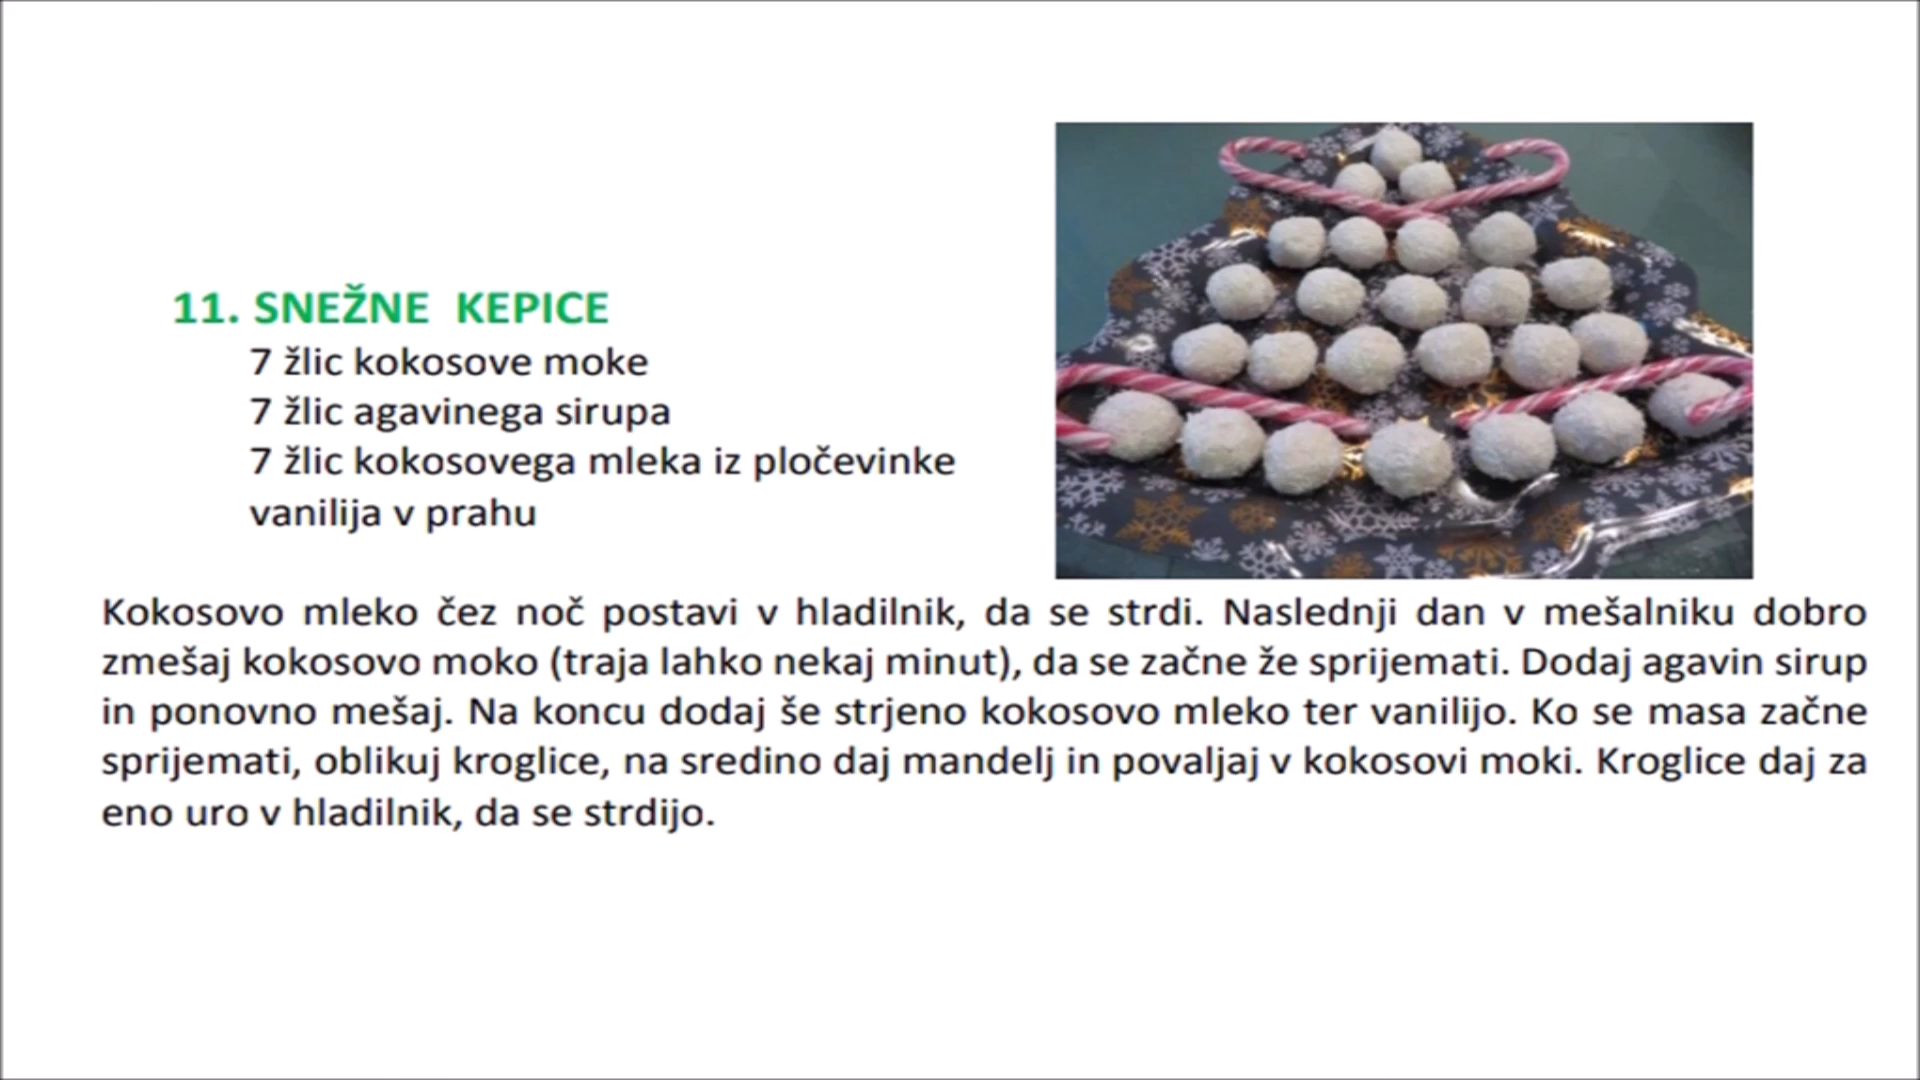 11. SNEŽNE KEPICE
7 žlic kokosove moke
7 žlic agavinega sirupa
7 žlic kokosovega mleka iz pločevinke
vanilija v prahu
Kokosovo mleko čez noč postavi v hladilnik, da se strdi. Naslednji dan v mešalniku dobro
zmešaj kokosovo moko (traja lahko nekaj minut), da se začne že sprijemati. Dodaj agavin sirup
in ponovno mešaj. Na koncu dodaj še strjeno kokosovo mleko ter vanilijo. Ko se masa začne
sprijemati, oblikuj kroglice, na sredino daj mandelj in povaljaj v kokosovi moki. Kroglice daj za
eno uro v hladilnik, da se strdijo.